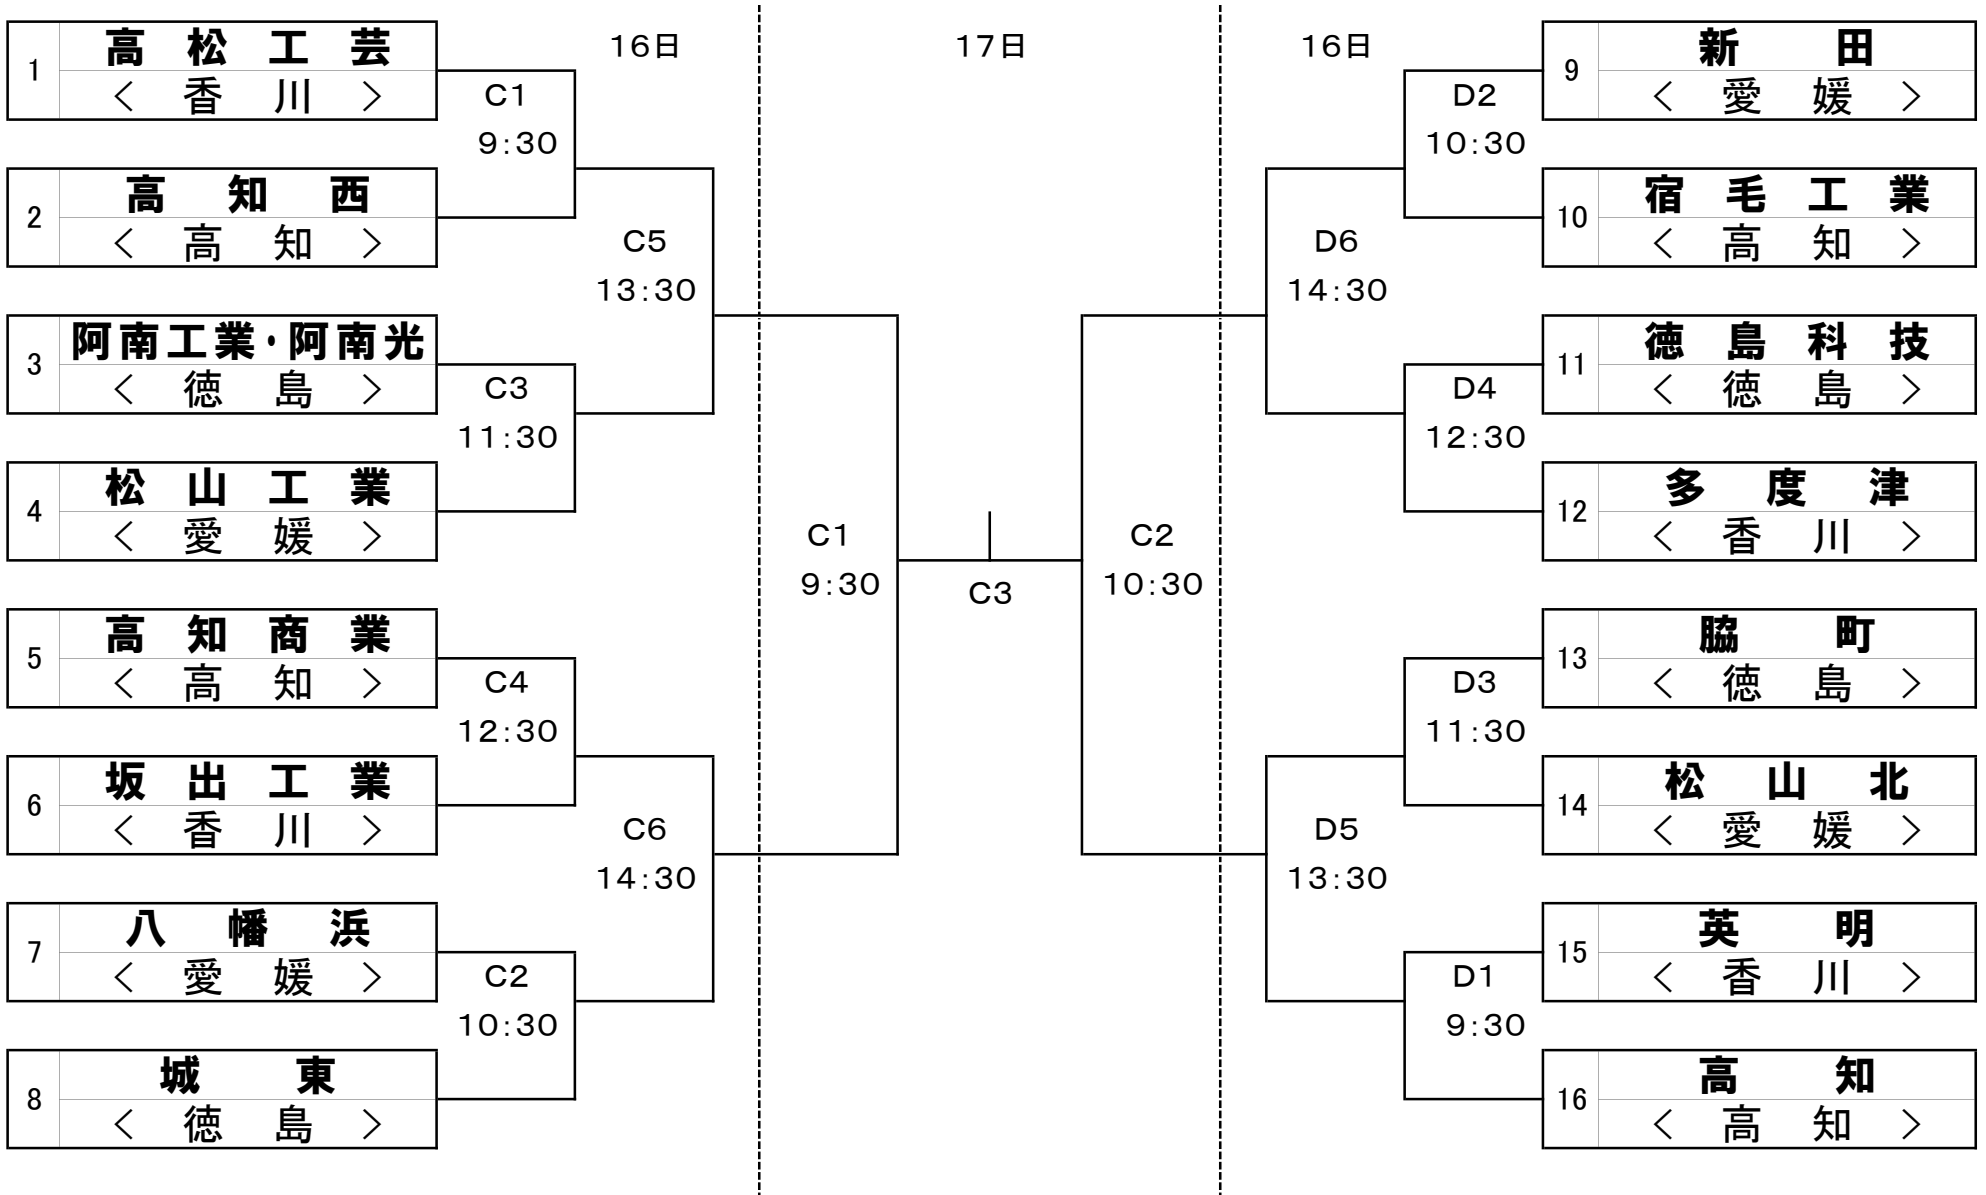 16日
17日
16日
1
高松工芸
〈 香川 〉
2
高知西
〈 高知 〉
3
阿南工業・阿南光
〈 徳島 〉
4
松山工業
〈 愛媛 〉
5
高知商業
〈 高知 〉
6
坂出工業
〈 香川 〉
7
八幡浜
〈 愛媛 〉
8
城東
〈 徳島 〉
C1
9:30
C3
11:30
C4
12:30
C2
10:30
C5
13:30
C6
14:30
C1
9:30
C3
C2
10:30
D6
14:30
D5
13:30
D2
10:30
D4
12:30
D3
11:30
D1
9:30
9
新田
〈 愛媛 〉
10
宿毛工業
〈 高知 〉
11
徳島科技
〈 徳島 〉
12
多度津
〈 香川 〉
13
脇町
〈 徳島 〉
14
松山北
〈 愛媛 〉
15
英明
〈 香川 〉
16
高知
〈 高知 〉